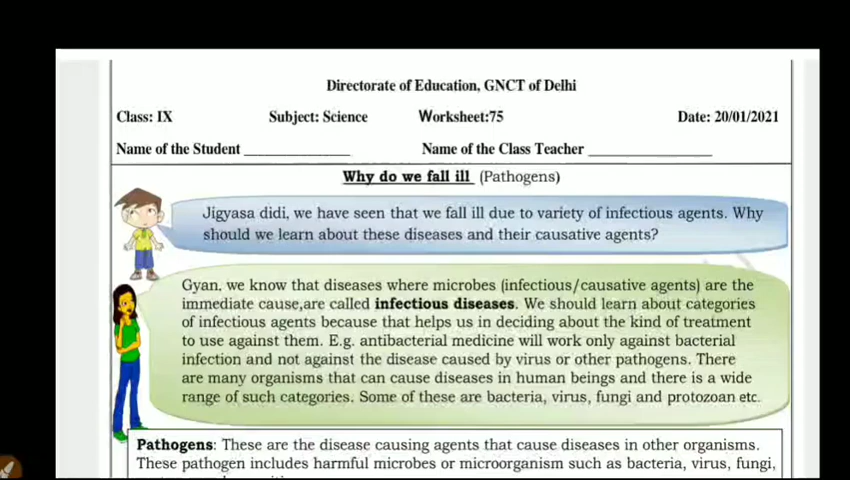 Directorate of Education, GNCT of Delhi
Class: IX Subject: Science Worksheet:75 Date: 20/01/2021
Name of the Student _______________ Name of the Class Teacher _________________
Why do we fall ill (Pathogens)
Jigyasa didi, we have seen that we fall ill due to variety of infectious agents. Why
should we learn about these diseases and their causative agents?
Gyan, we know that diseases where microbes (infectious/causative agents) are the
immediate cause,are called infectious diseases. We should learn about categories
of infectious agents because that helps us in deciding about the kind of treatment
to use against them. E.g. antibacterial medicine will work only against bacterial
infection and not against the disease caused by virus or other pathogens. There
are many organisms that can cause diseases in human beings and there is a wide
range of such categories. Some of these are bacteria, virus, fungi and protozoan etc.
Pathogens: These are the disease causing agents that cause diseases in other organisms.
These pathogen includes harmful microbes or microorganism such as bacteria, virus, fungi,